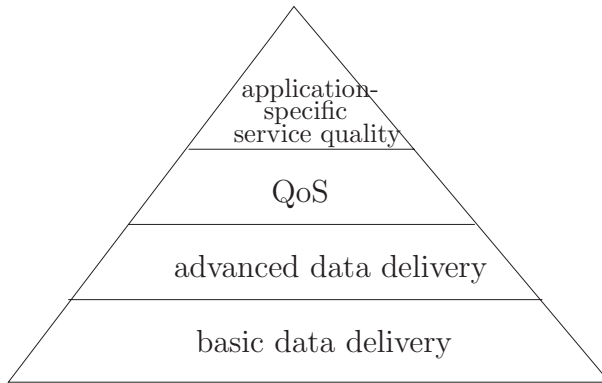 application-
specific
service quality
QoS
advanced data delivery
basic data delivery